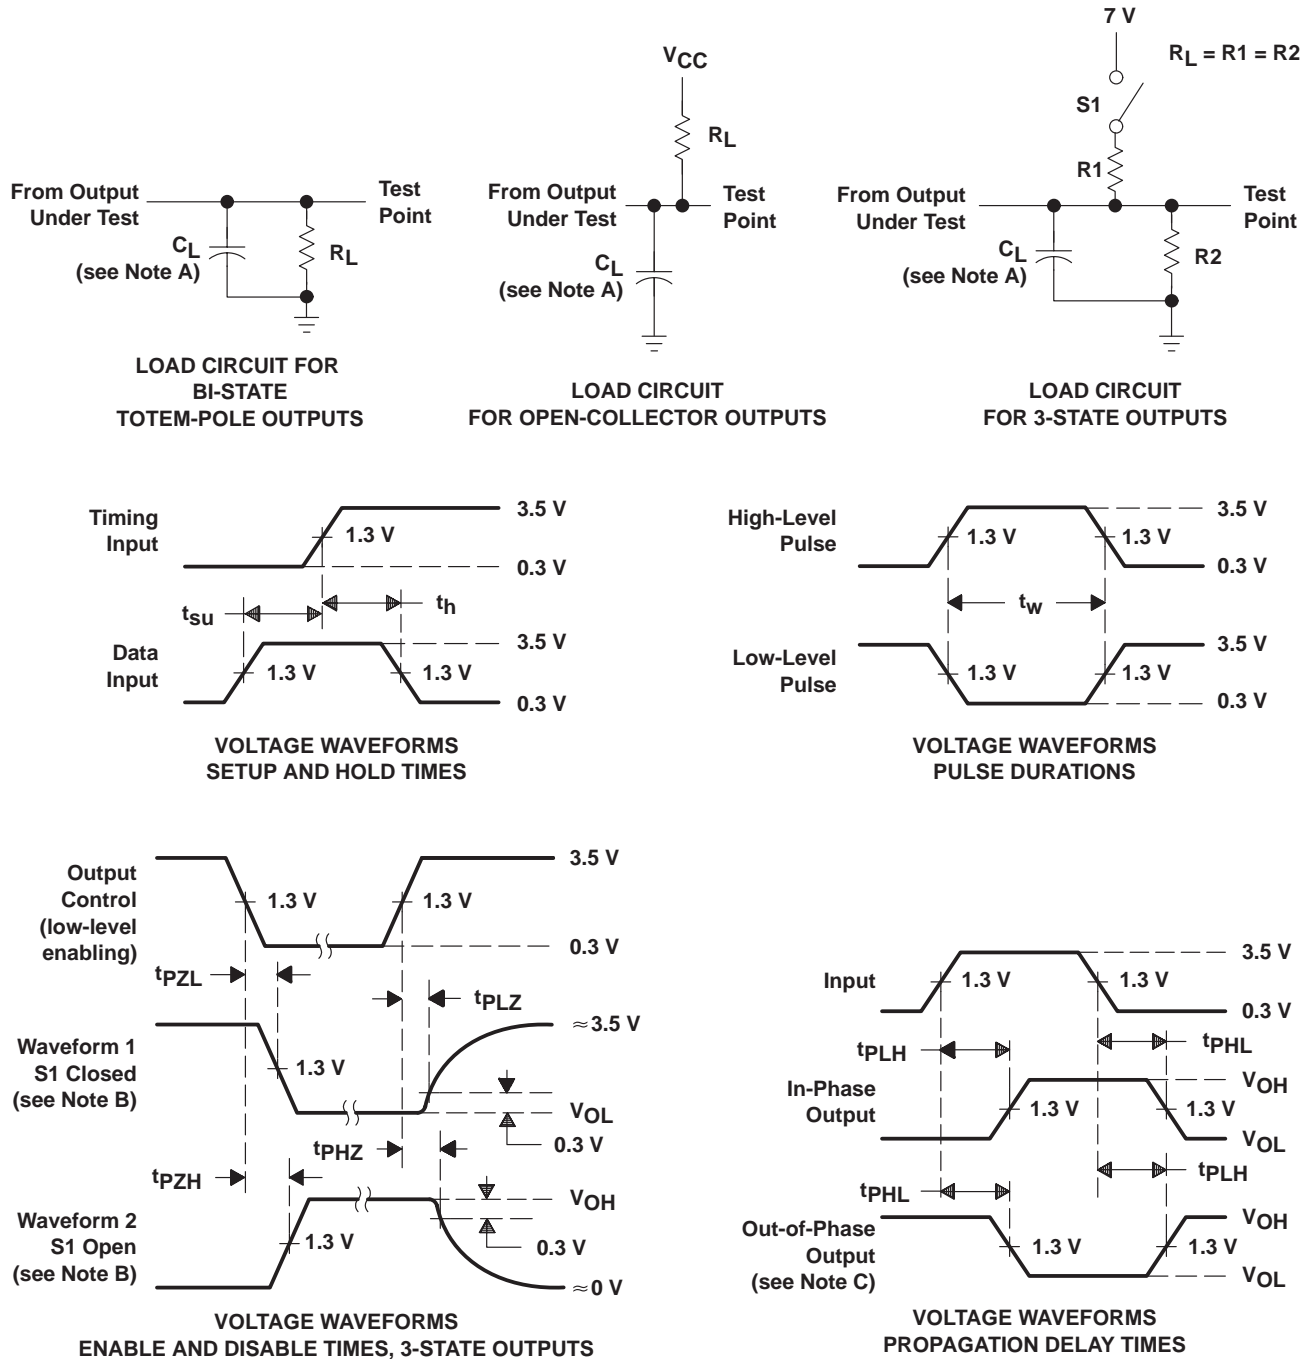 From Output
Under Test
Test
Point
CL
(see Note A)
RL
LOAD CIRCUIT FOR
BI-STATE
TOTEM-POLE OUTPUTS
VCC
RL
From Output
Under Test
Test
Point
CL
(see Note A)
LOAD CIRCUIT
FOR OPEN-COLLECTOR OUTPUTS
7 V
RL = R1 = R2
S1
R1
From Output
Under Test
Test
Point
CL
(see Note A)
R2
LOAD CIRCUIT
FOR 3-STATE OUTPUTS
Timing
Input
1.3 V
3.5 V
0.3 V
tsu
th
Data
Input
1.3 V
1.3 V
3.5 V
0.3 V
VOLTAGE WAVEFORMS
SETUP AND HOLD TIMES
High-Level
Pulse
1.3 V
1.3 V
3.5 V
0.3 V
tw
Low-Level
Pulse
1.3 V
1.3 V
3.5 V
0.3 V
VOLTAGE WAVEFORMS
PULSE DURATIONS
Output
Control
(low-level
enabling)
1.3 V
1.3 V
3.5 V
0.3 V
tPZL
tPLZ
Waveform 1
S1 Closed
(see Note B)
1.3 V
≈3.5 V
VOL
0.3 V
tPHZ
tPZH
Waveform 2
S1 Open
(see Note B)
1.3 V
VOH
0.3 V
≈0 V
VOLTAGE WAVEFORMS
ENABLE AND DISABLE TIMES, 3-STATE OUTPUTS
Input
1.3 V
1.3 V
3.5 V
0.3 V
tPLH
tPHL
In-Phase
Output
1.3 V
1.3 V
VOH
VOL
tPHL
tPLH
Out-of-Phase
Output
(see Note C)
1.3 V
1.3 V
VOH
VOL
VOLTAGE WAVEFORMS
PROPAGATION DELAY TIMES